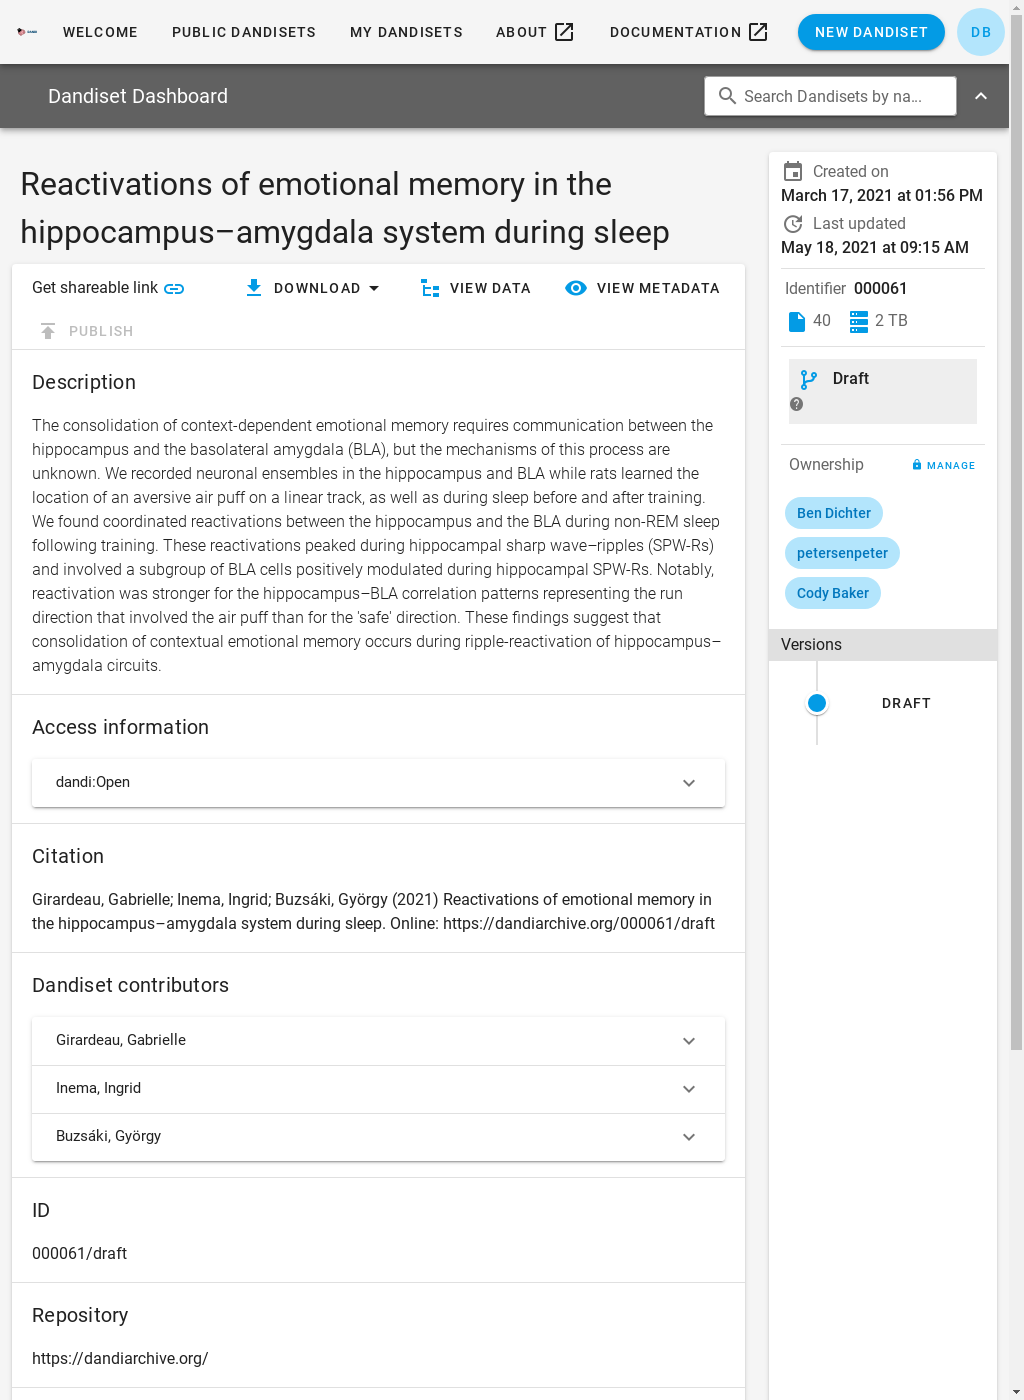 WELCOME PUBLIC DANDISETS MY DANDISETS ABOUT DOCUMENTATION NEW DANDISET DB
Dandiset Dashboard Search Dandisets by na...
Reactivations of emotional memory in the
hippocampus–amygdala system during sleep
Get shareable link DOWNLOAD VIEW DATA VIEW METADATA
PUBLISH
Description
The consolidation of context-dependent emotional memory requires communication between the
hippocampus and the basolateral amygdala (BLA), but the mechanisms of this process are
unknown. We recorded neuronal ensembles in the hippocampus and BLA while rats learned the
location of an aversive air puff on a linear track, as well as during sleep before and after training.
We found coordinated reactivations between the hippocampus and the BLA during non-REM sleep
following training. These reactivations peaked during hippocampal sharp wave–ripples (SPW-Rs)
and involved a subgroup of BLA cells positively modulated during hippocampal SPW-Rs. Notably,
reactivation was stronger for the hippocampus–BLA correlation patterns representing the run
direction that involved the air puff than for the 'safe' direction. These findings suggest that
consolidation of contextual emotional memory occurs during ripple-reactivation of hippocampus–
amygdala circuits.
Access information
dandi:Open
Citation
Girardeau, Gabrielle; Inema, Ingrid; Buzsáki, György (2021) Reactivations of emotional memory in
the hippocampus–amygdala system during sleep. Online: https://dandiarchive.org/000061/draft
Dandiset contributors
Girardeau, Gabrielle
Inema, Ingrid
Buzsáki, György
ID
000061/draft
Repository
https://dandiarchive.org/
Created on
March 17, 2021 at 01:56 PM
Last updated
May 18, 2021 at 09:15 AM
Identifier 000061
40 2 TB
Draft
?
Ownership MANAGE
Ben Dichter
petersenpeter
Cody Baker
Versions
DRAFT